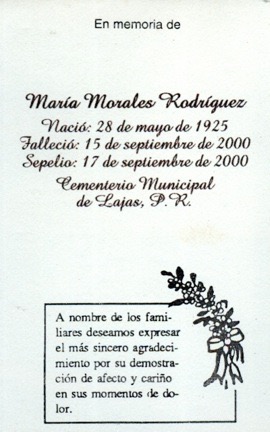 En memoria de
María Morales Rodríguez
Nació: 28 de mayo de 1925
Falleció: 15 de septiembre de 2000
Sepelio: 17 de septiembre de 2000
Cementerio Municipal
de Lajas, P.R.
A nombre de los fami-
liares deseamos expresar
el más sincero agradeci-
miento por su demostra-
ción de afecto y cariño
en sus momentos de do-
lor.